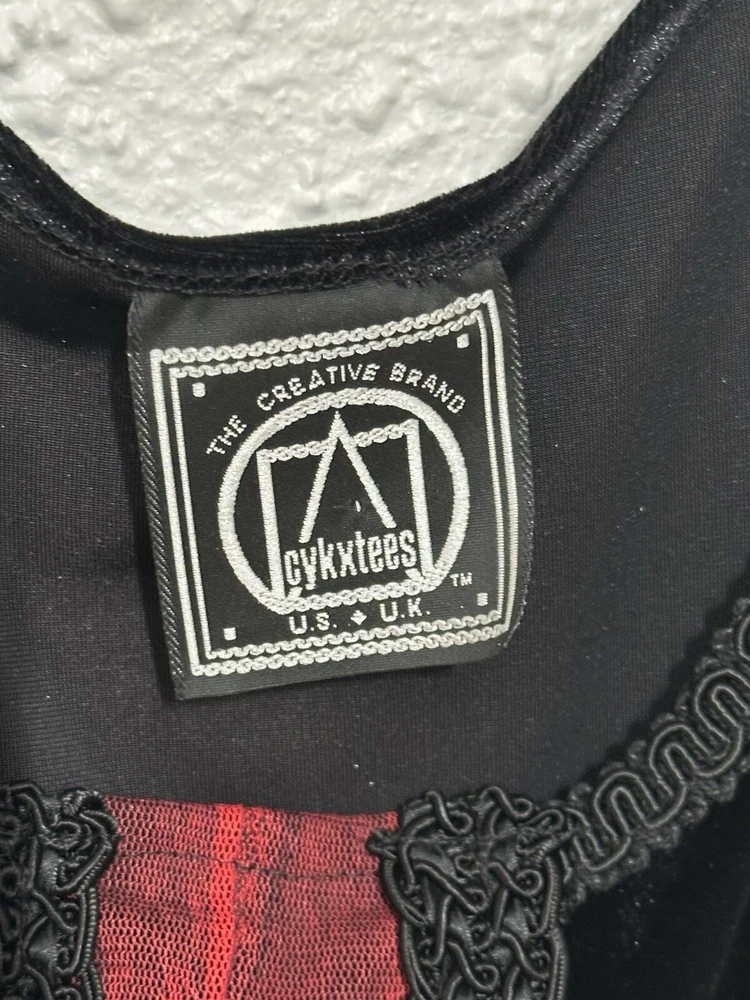 THE CREATIVE BRAND
cykxtees
TM
U.S. ✦ U.K.